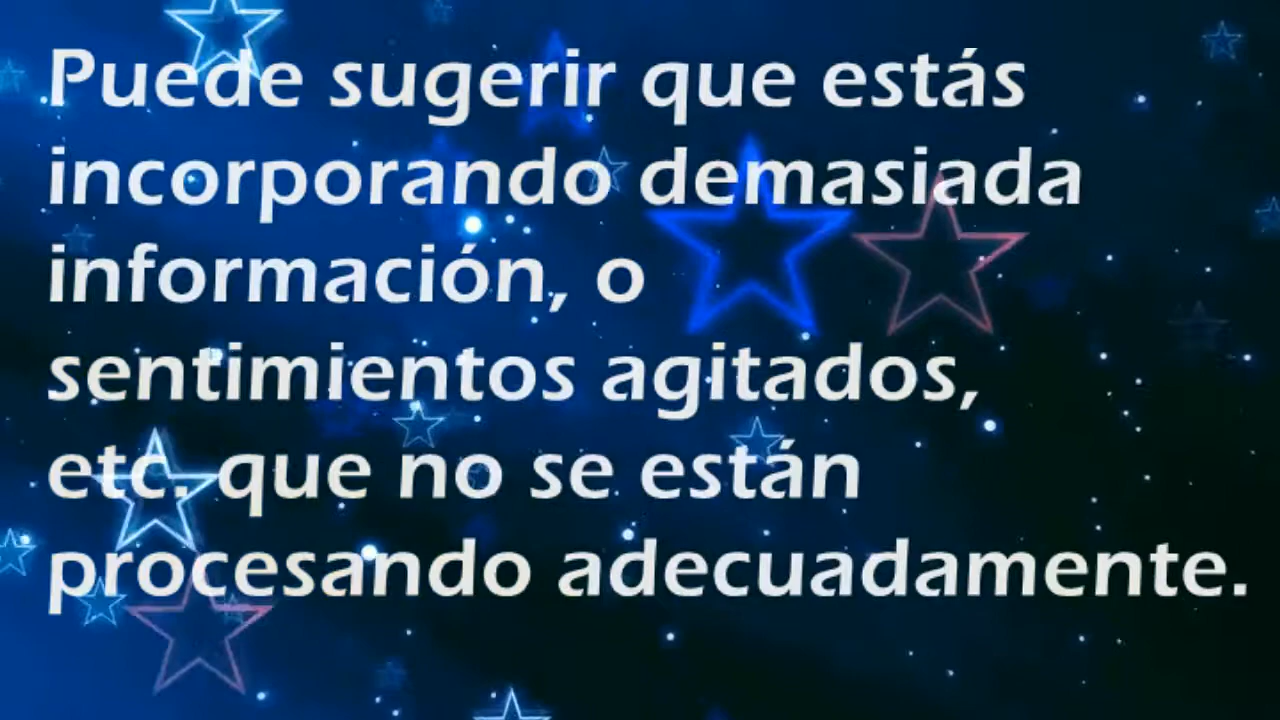 Puede sugerir que estás
incorporando demasiada
información, o
sentimientos agitados,
etc. que no se están
procesando adecuadamente.